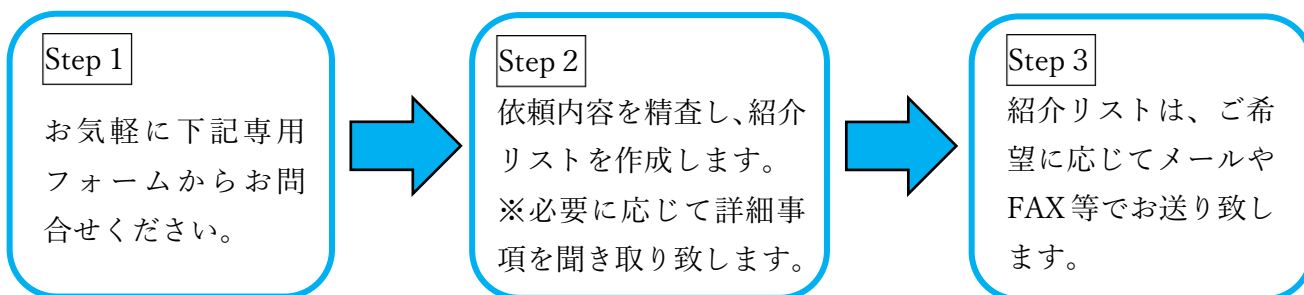 Step 1
お気軽に下記専用
フォームからお問
合せください。
Step 2
依頼内容を精査し、紹介
リストを作成します。
※必要に応じて詳細事
項を聞き取り致します。
Step 3
紹介リストは、ご希
望に応じてメールや
FAX 等でお送り致し
ます。